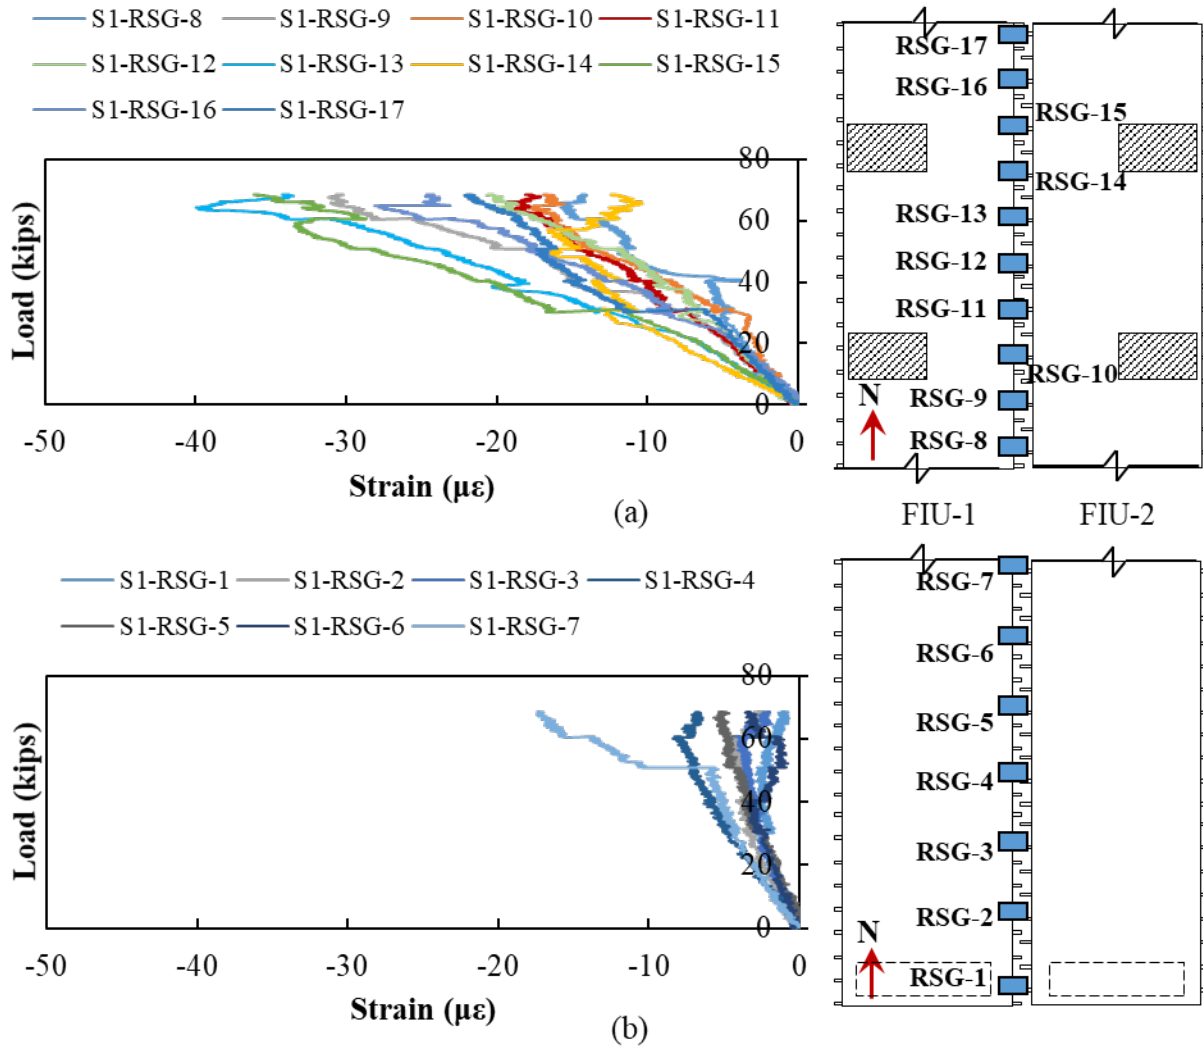 S1-RSG-8 S1-RSG-9 S1-RSG-10 S1-RSG-11
S1-RSG-12 S1-RSG-13 S1-RSG-14 S1-RSG-15
S1-RSG-16 S1-RSG-17
Load (kips)
80
60
40
20
0
-50 -40 -30 -20 -10 0
Strain (με)
(a)
RSG-17
RSG-16
RSG-15
RSG-14
RSG-13
RSG-12
RSG-11
RSG-10
N
RSG-9
RSG-8
FIU-1 FIU-2
S1-RSG-1 S1-RSG-2 S1-RSG-3 S1-RSG-4
S1-RSG-5 S1-RSG-6 S1-RSG-7
Load (kips)
80
60
40
20
0
-50 -40 -30 -20 -10 0
Strain (με)
(b)
RSG-7
RSG-6
RSG-5
RSG-4
RSG-3
RSG-2
N
RSG-1